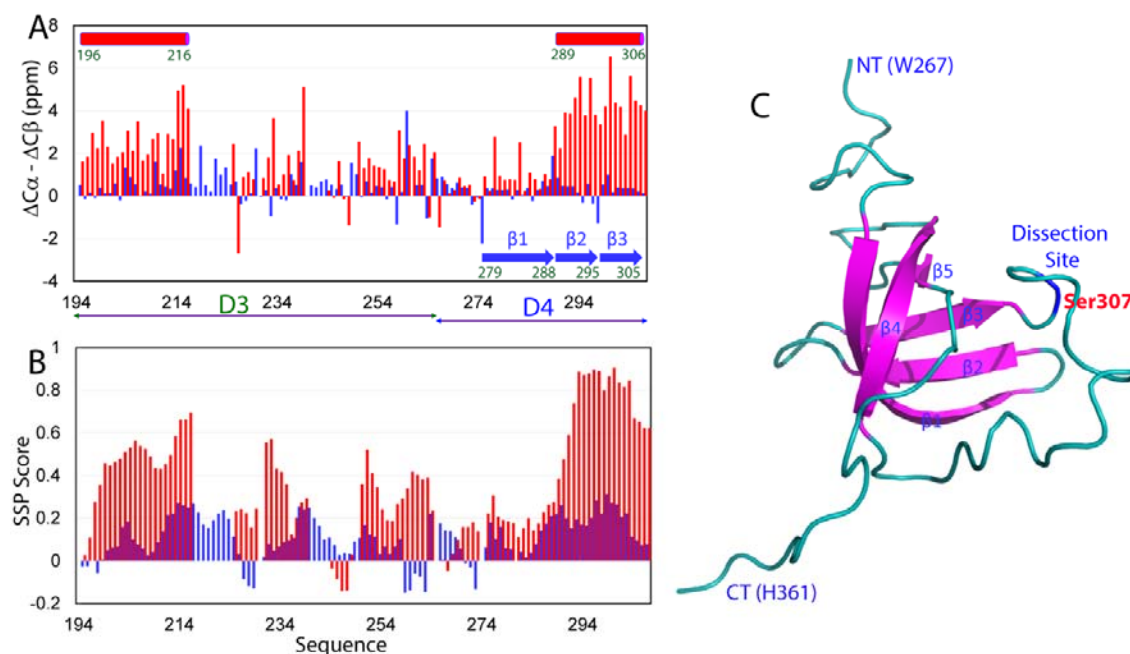 A
8
6
4
2
0
-2
-4
ΔCα - ΔCβ (ppm)
196 216 289 306
β1 β2 β3
279 288 295 305
194 214 234 254 274 294
D3 D4
B
1
0.8
0.6
0.4
0.2
0
-0.2
SSP Score
194 214 234 254 274 294
Sequence
C
NT (W267)
Dissection
Site
Ser307
β5
β3
β4
β2
β1
CT (H361)